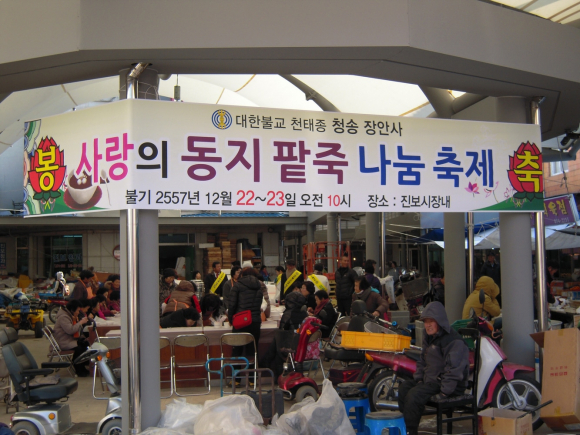 대한불교 천태종 청송 장안사
봉 사랑의 동지 팥죽 나눔 축제 축
불기 2557년 12월 22~23일 오전 10시 장소 : 진보시장내